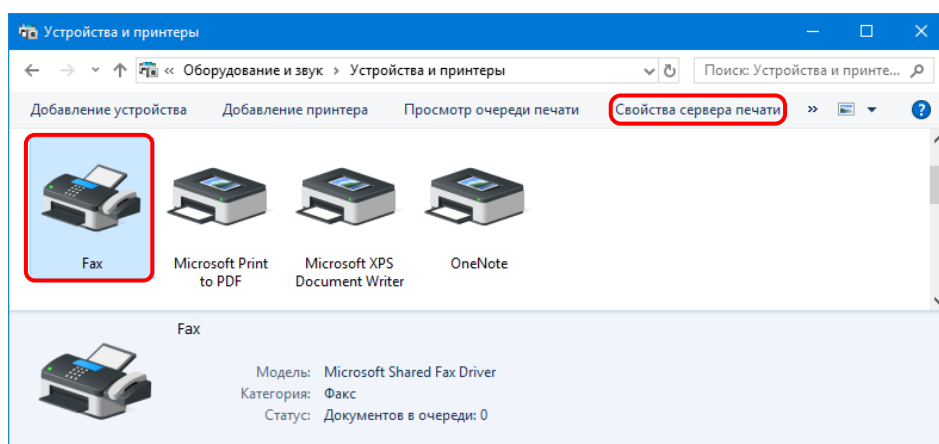 Устройства и принтеры
« Оборудование и звук › Устройства и принтеры
Поиск: Устройства и принте...
Добавление устройства Добавление принтера Просмотр очереди печати Свойства сервера печати »
Fax
Microsoft Print
to PDF
Microsoft XPS
Document Writer
OneNote
Fax
Модель: Microsoft Shared Fax Driver
Категория: Факс
Статус: Документов в очереди: 0